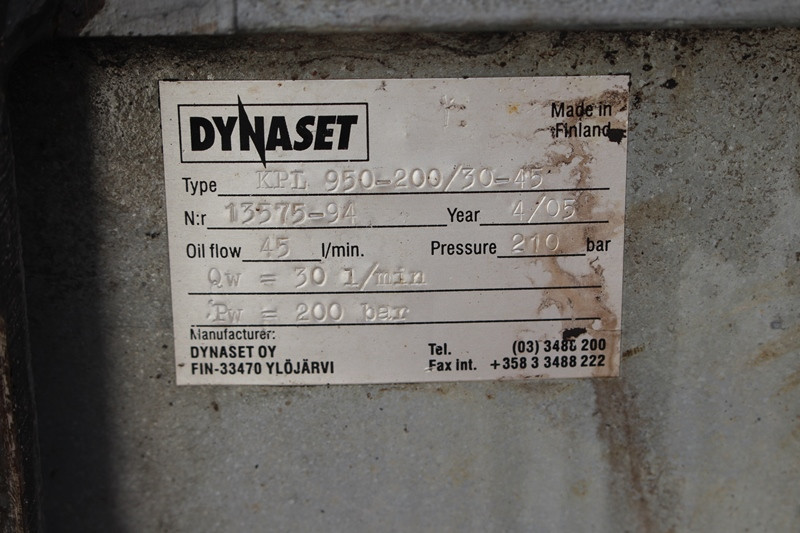 DYNASET
Made in
Finland
Type KPL 950-200/30-45
N:r 13575-94 Year 4/05
Oil flow 45 l/min. Pressure 210 bar
Qw = 30 l/min
Pw = 200 bar
Manufacturer:
DYNASET OY Tel. (03) 3488 200
FIN-33470 YLÖJÄRVI Fax int. +358 3 3488 222